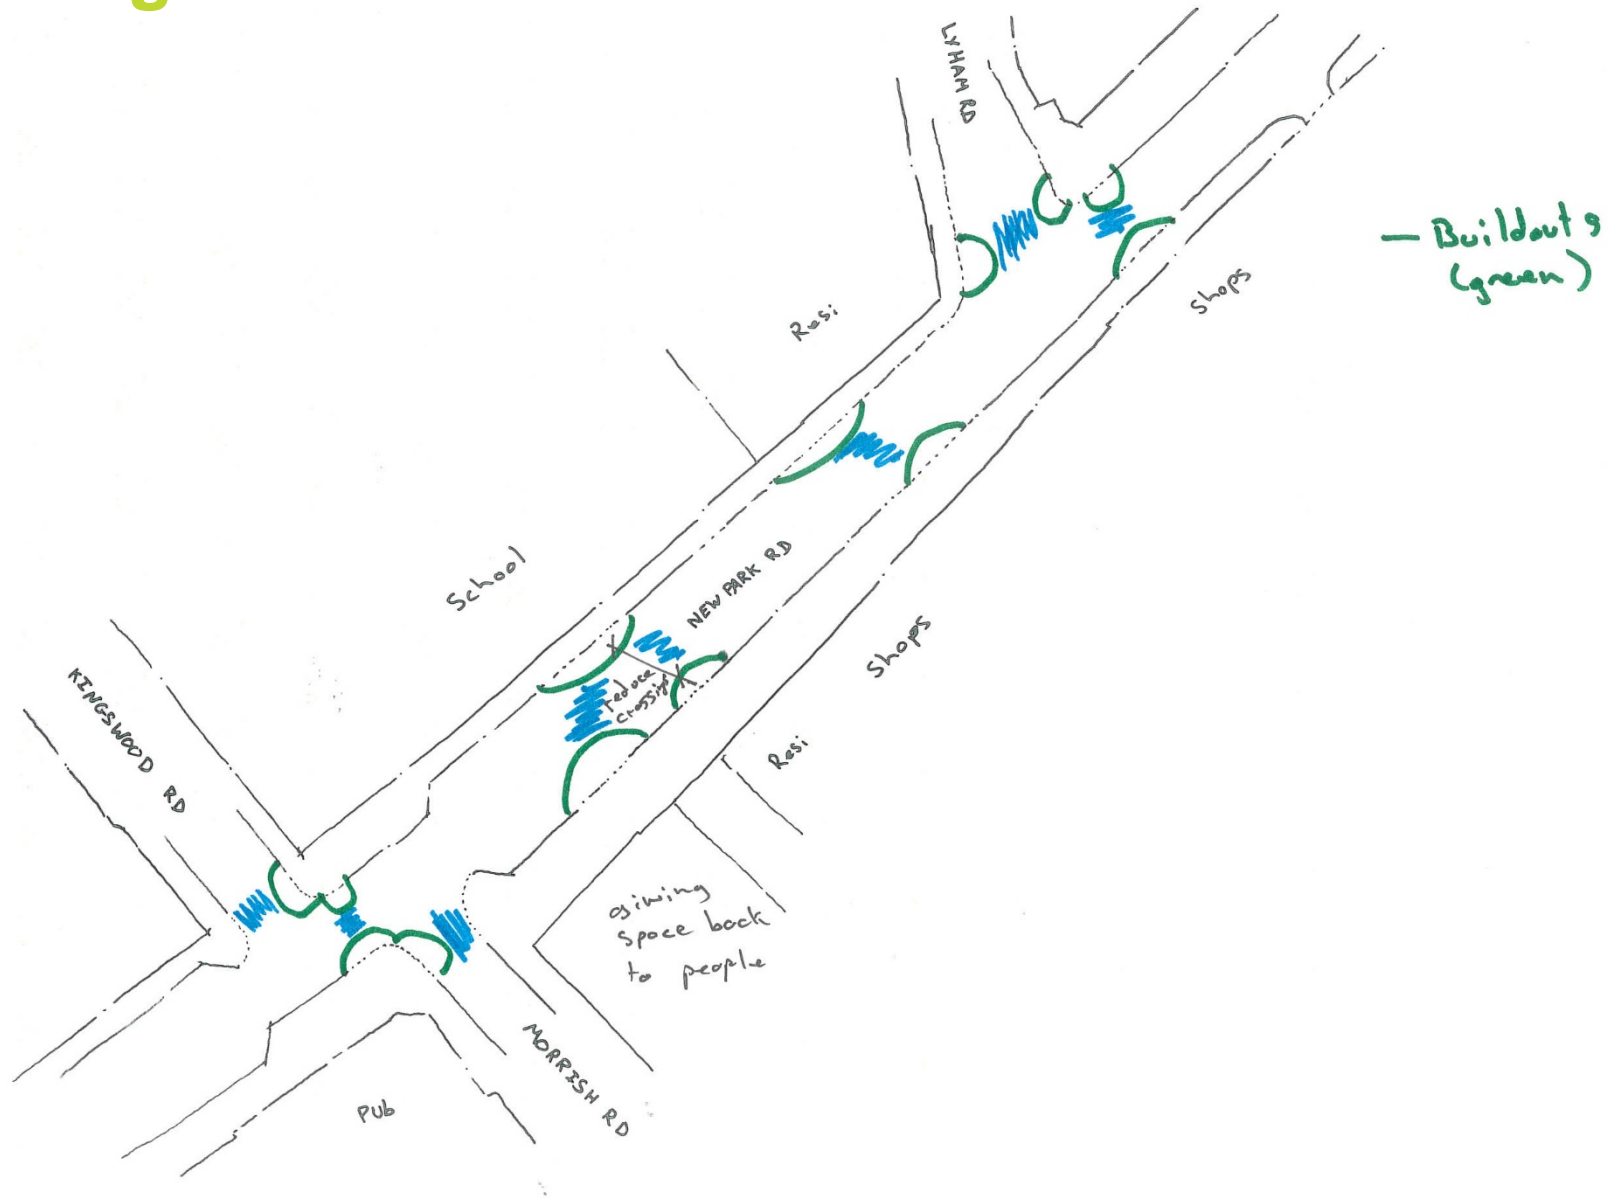 LYHAM RD
— Buildouts
(green)
Shops
Resi
School
NEW PARK RD
Shops
reduce
crossings
KINGSWOOD RD
Resi
giving
space back
to people
MORRISH RD
PUb